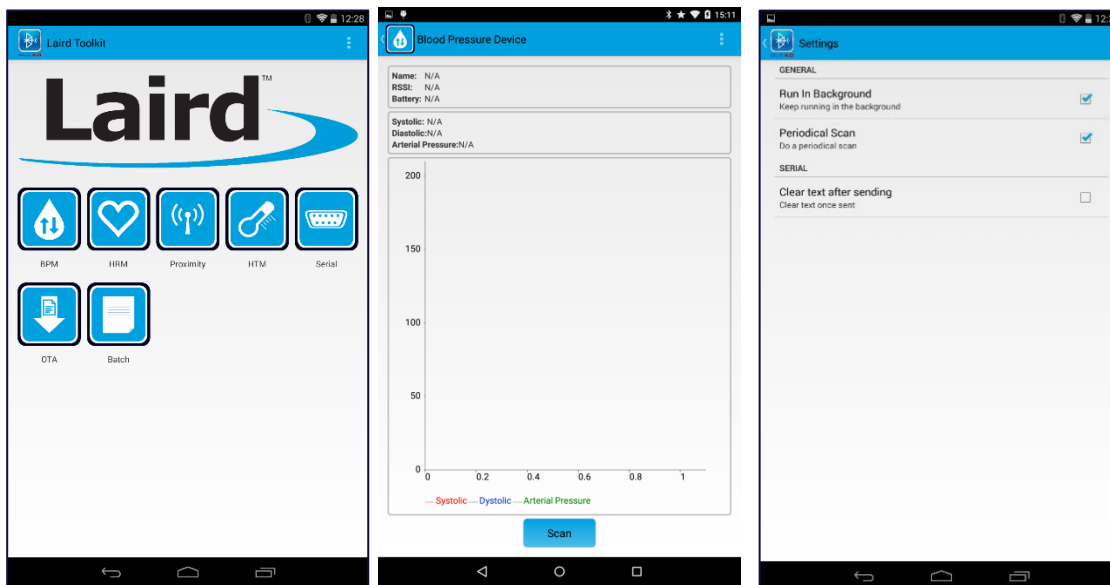 12:28
Laird Toolkit
Laird™
BPM HRM Proximity HTM Serial
OTA Batch
15:11
Blood Pressure Device
Name: N/A
RSSI: N/A
Battery: N/A
Systolic: N/A
Diastolic:N/A
Arterial Pressure:N/A
200
150
100
50
0
0 0.2 0.4 0.6 0.8 1
Systolic Dystolic Arterial Pressure
Scan
Settings
GENERAL
Run In Background
Keep running in the background
Periodical Scan
Do a periodical scan
SERIAL
Clear text after sending
Clear text once sent